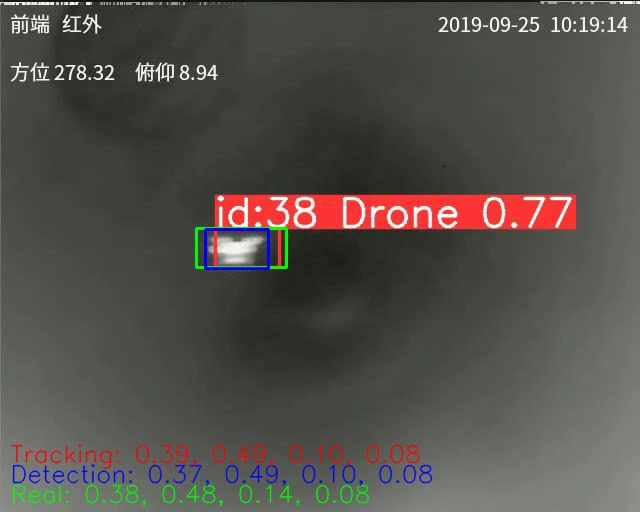 前端 红外 2019-09-25 10:19:14
方位 278.32 俯仰 8.94
id:38 Drone 0.77
Tracking: 0.39, 0.49, 0.10, 0.08
Detection: 0.37, 0.49, 0.10, 0.08
Real: 0.38, 0.48, 0.14, 0.08